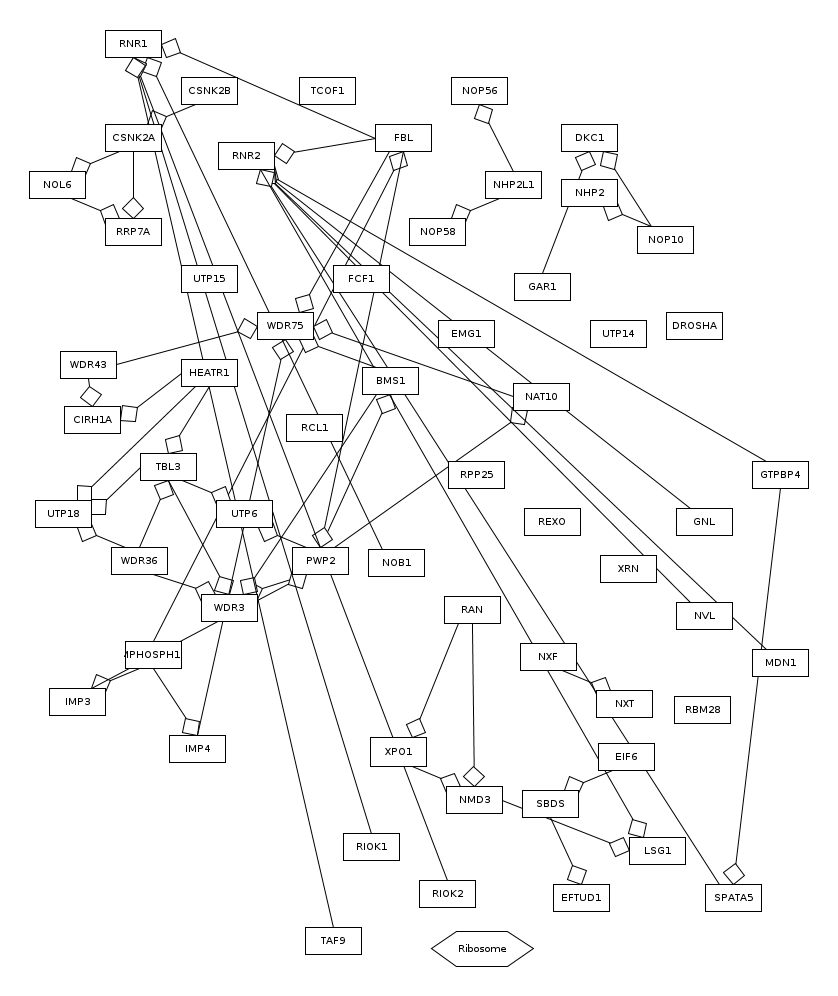 RNR1
CSNK2B
TCOF1
NOP56
CSNK2A
FBL
DKC1
RNR2
NOL6
NHP2L1
NHP2
RRP7A
NOP58
NOP10
UTP15
FCF1
GAR1
WDR75
EMG1
UTP14
DROSHA
WDR43
HEATR1
BMS1
NAT10
CIRH1A
RCL1
TBL3
RPP25
GTPBP4
UTP18
UTP6
REXO
GNL
WDR36
PWP2
NOB1
XRN
WDR3
RAN
NVL
MPHOSPH1
NXF
MDN1
IMP3
NXT
RBM28
IMP4
XPO1
EIF6
NMD3
SBDS
RIOK1
LSG1
RIOK2
EFTUD1
SPATA5
TAF9
Ribosome